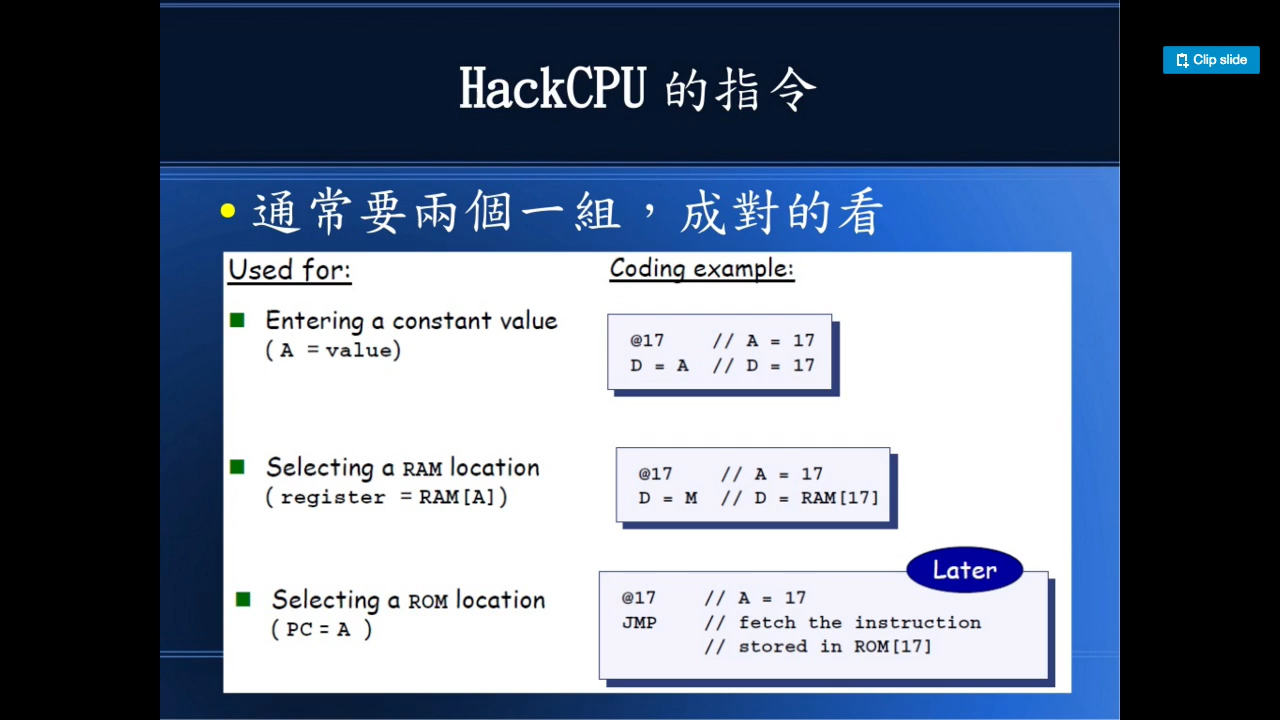 Clip slide
HackCPU 的指令
• 通常要兩個一組，成對的看
Used for:
Coding example:
Entering a constant value
( A = value)
@17 // A = 17
D = A // D = 17
Selecting a RAM location
( register = RAM[A])
@17 // A = 17
D = M // D = RAM[17]
Later
Selecting a ROM location
( PC = A )
@17 // A = 17
JMP // fetch the instruction
// stored in ROM[17]